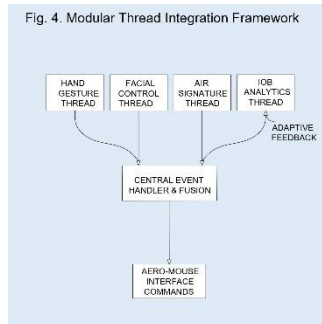 Fig. 4. Modular Thread Integration Framework
HAND
GESTURE
THREAD
FACIAL
CONTROL
THREAD
AIR
SIGNATURE
THREAD
IOB
ANALYTICS
THREAD
ADAPTIVE
FEEDBACK
CENTRAL EVENT
HANDLER & FUSION
AERO-MOUSE
INTERFACE
COMMANDS